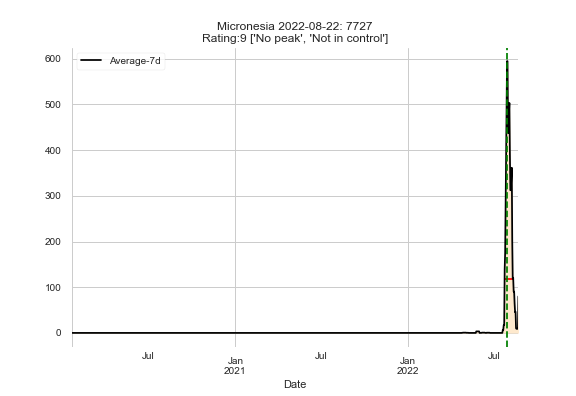 Micronesia 2022-08-22: 7727
Rating:9 ['No peak', 'Not in control']
Average-7d
600
500
400
300
200
100
0
Jul
Jan
2021
Jul
Jan
2022
Jul
Date